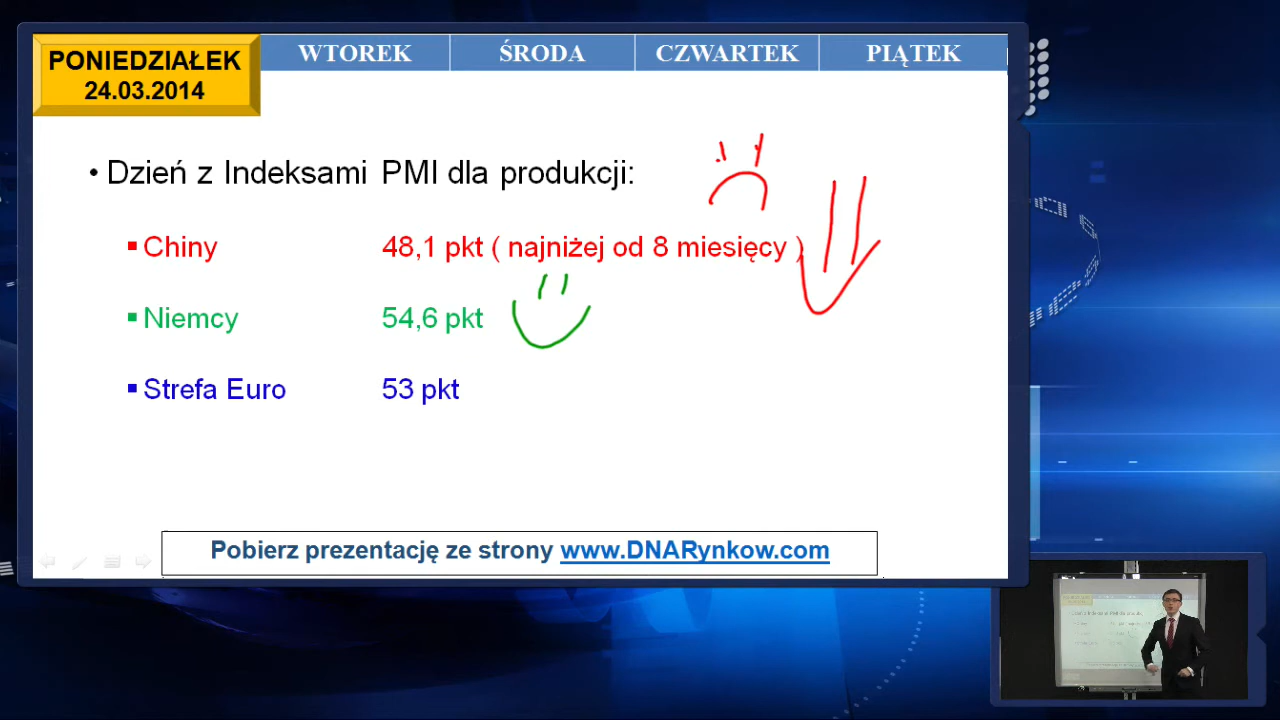 PONIEDZIAŁEK
24.03.2014
WTOREK
ŚRODA
CZWARTEK
PIĄTEK
• Dzień z Indeksami PMI dla produkcji:
▪ Chiny 48,1 pkt ( najniżej od 8 miesięcy )
▪ Niemcy 54,6 pkt
▪ Strefa Euro 53 pkt
Pobierz prezentację ze strony www.DNARynkow.com